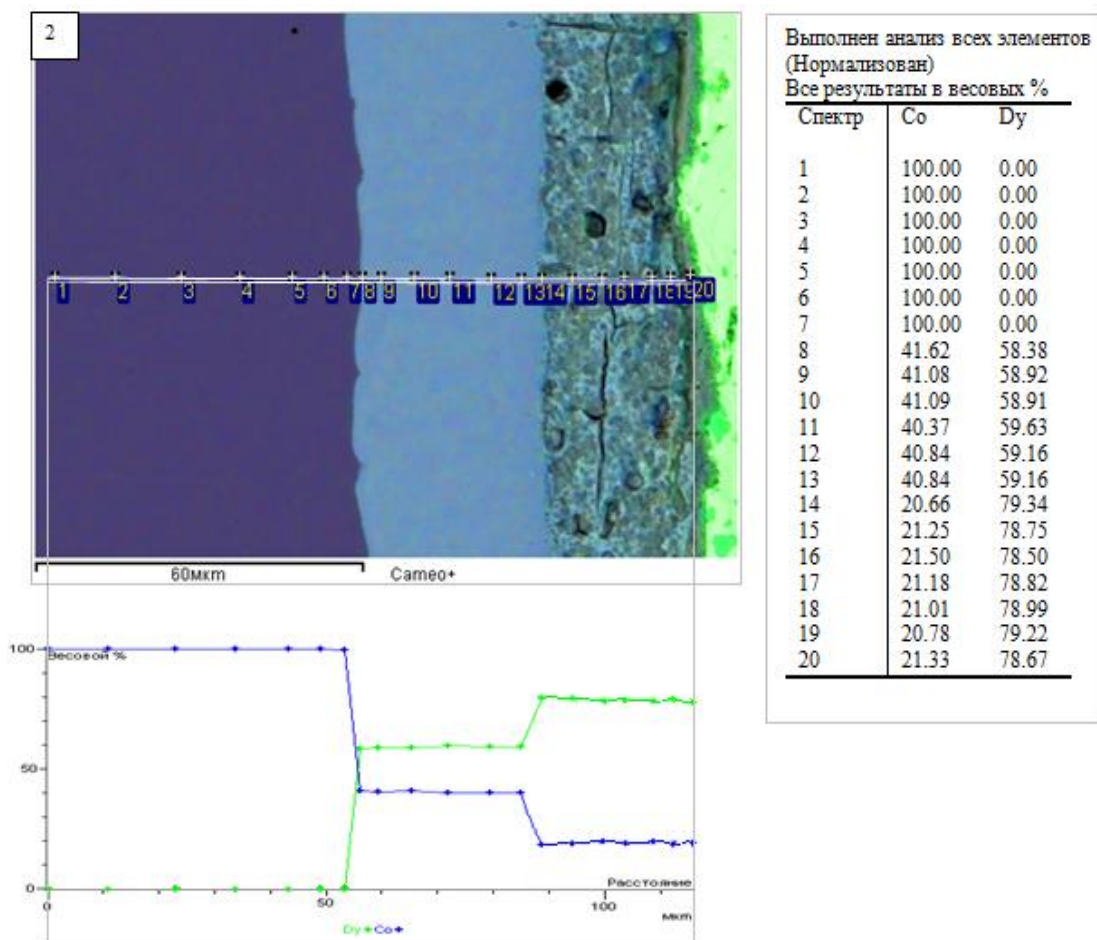 2
1 2 3 4 5 6 7 8 9 10 11 12 13 14 15 16 17 18 19 20
60мкm Cameo+
100
Весовой %
50
0
Расстояние
0 50 100 мкm
Dy Co
Выполнен анализ всех элементов
(Нормализован)
Все результаты в весовых %
Спектр Co Dy
1 100.00 0.00
2 100.00 0.00
3 100.00 0.00
4 100.00 0.00
5 100.00 0.00
6 100.00 0.00
7 100.00 0.00
8 41.62 58.38
9 41.08 58.92
10 41.09 58.91
11 40.37 59.63
12 40.84 59.16
13 40.84 59.16
14 20.66 79.34
15 21.25 78.75
16 21.50 78.50
17 21.18 78.82
18 21.01 78.99
19 20.78 79.22
20 21.33 78.67